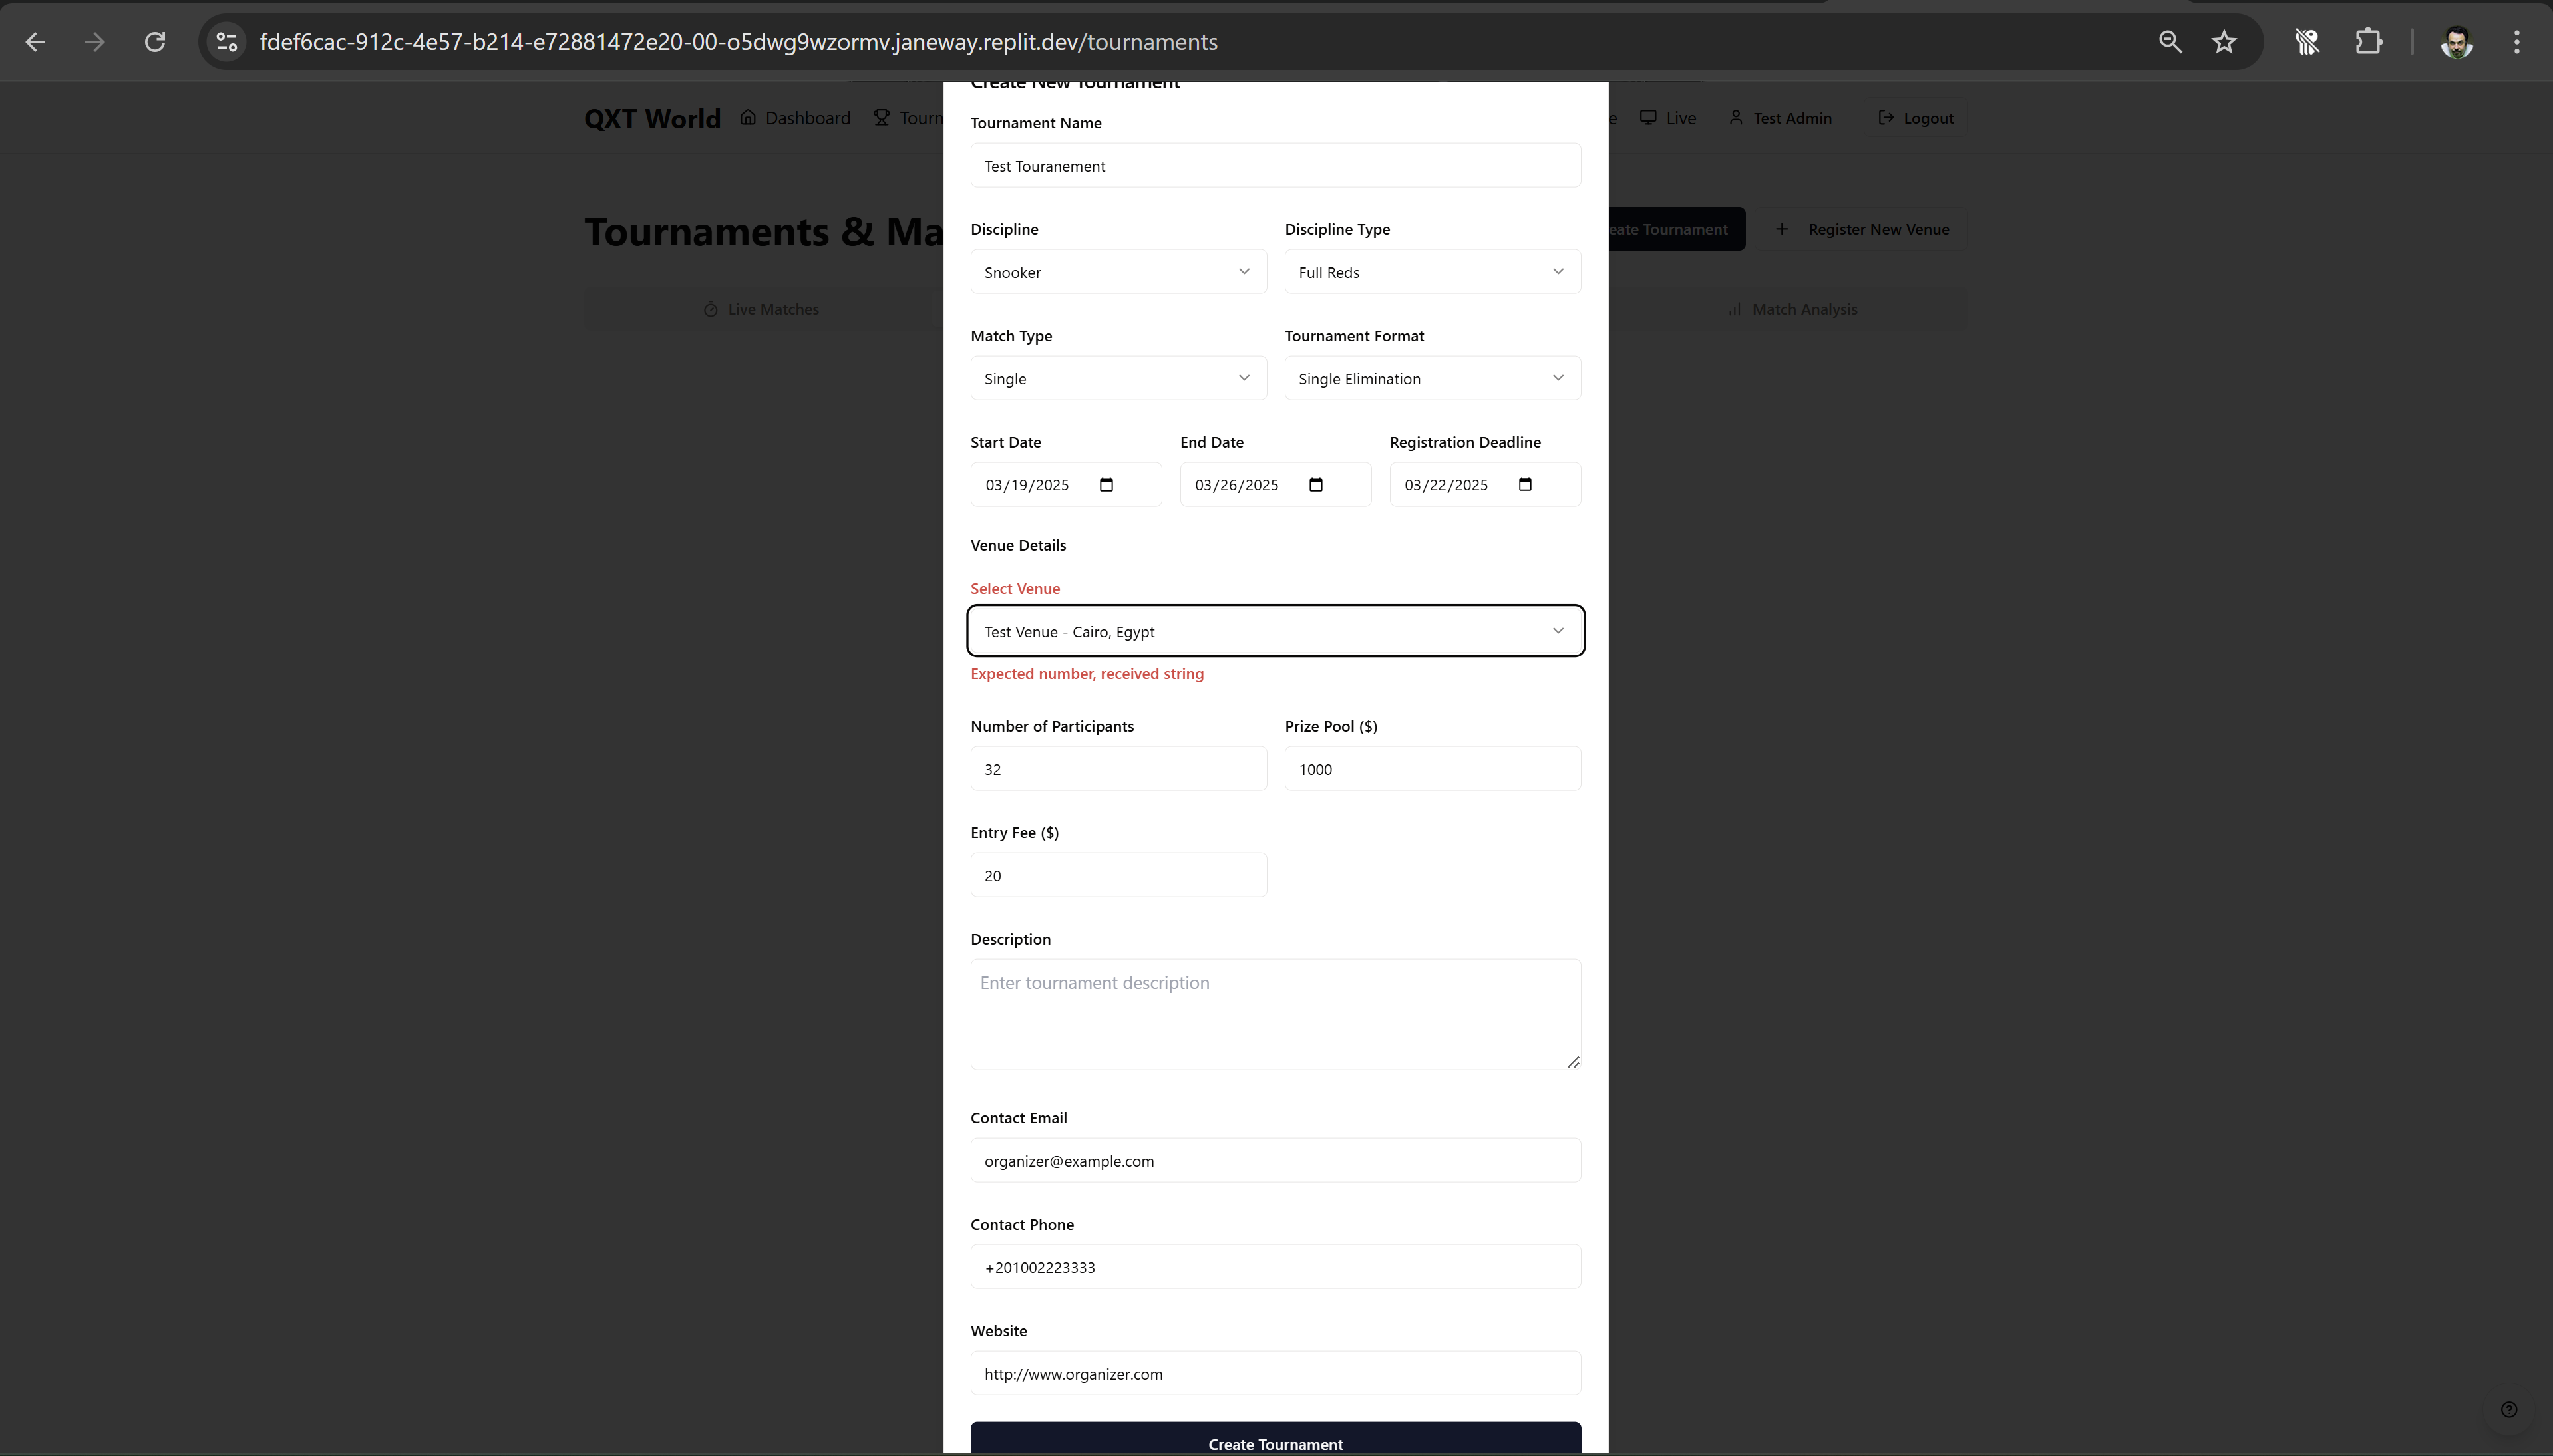 fdef6cac-912c-4e57-b214-e72881472e20-00-o5dwg9wzormv.janeway.replit.dev/tournaments
Create New Tournament
QXT World Dashboard Tourn e Live Test Admin Logout
Tournament Name
Test Touranement
Tournaments & Ma eate Tournament + Register New Venue
Discipline Discipline Type
Snooker Full Reds
Live Matches Match Analysis
Match Type Tournament Format
Single Single Elimination
Start Date End Date Registration Deadline
03/19/2025 03/26/2025 03/22/2025
Venue Details
Select Venue
Test Venue - Cairo, Egypt
Expected number, received string
Number of Participants Prize Pool ($)
32 1000
Entry Fee ($)
20
Description
Enter tournament description
Contact Email
organizer@example.com
Contact Phone
+201002223333
Website
http://www.organizer.com
Create Tournament